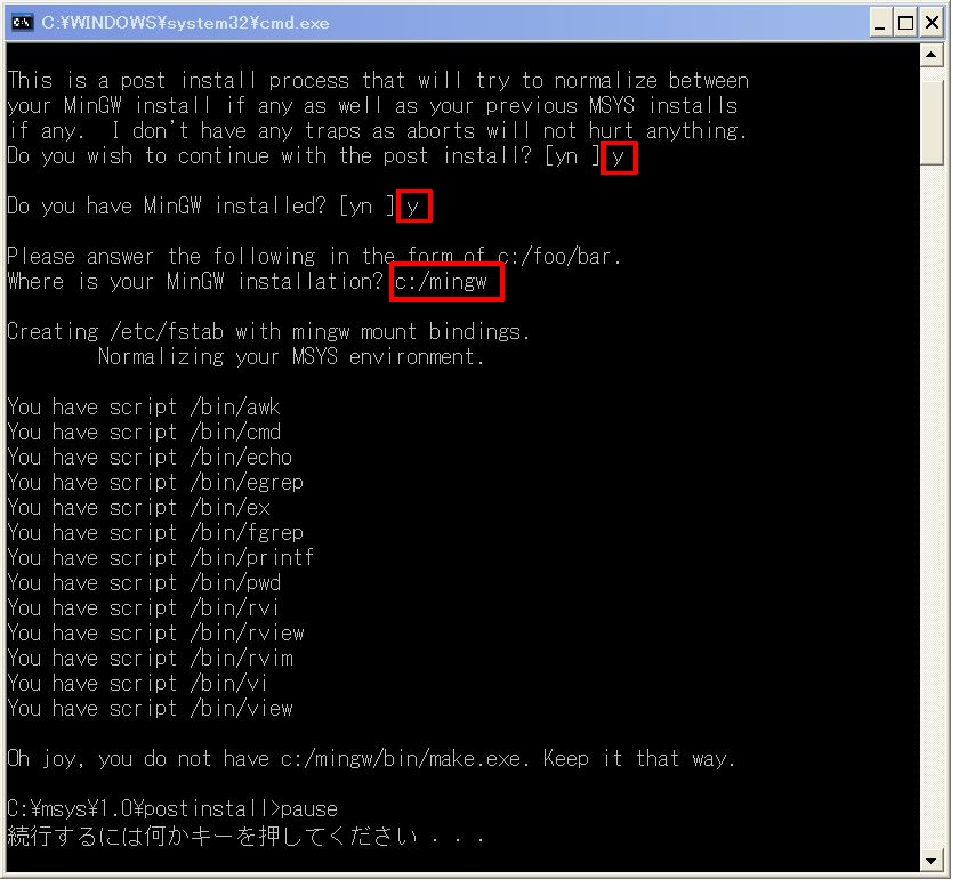 C:¥WINDOWS¥system32¥cmd.exe
This is a post install process that will try to normalize between
your MinGW install if any as well as your previous MSYS installs
if any.  I don't have any traps as aborts will not hurt anything.
Do you wish to continue with the post install? [yn ] y
Do you have MinGW installed? [yn ] y
Please answer the following in the form of c:/foo/bar.
Where is your MinGW installation? c:/mingw
Creating /etc/fstab with mingw mount bindings.
        Normalizing your MSYS environment.
You have script /bin/awk
You have script /bin/cmd
You have script /bin/echo
You have script /bin/egrep
You have script /bin/ex
You have script /bin/fgrep
You have script /bin/printf
You have script /bin/pwd
You have script /bin/rvi
You have script /bin/rview
You have script /bin/rvim
You have script /bin/vi
You have script /bin/view
Oh joy, you do not have c:/mingw/bin/make.exe. Keep it that way.
C:¥msys¥1.0¥postinstall>pause
続行するには何かキーを押してください . . .